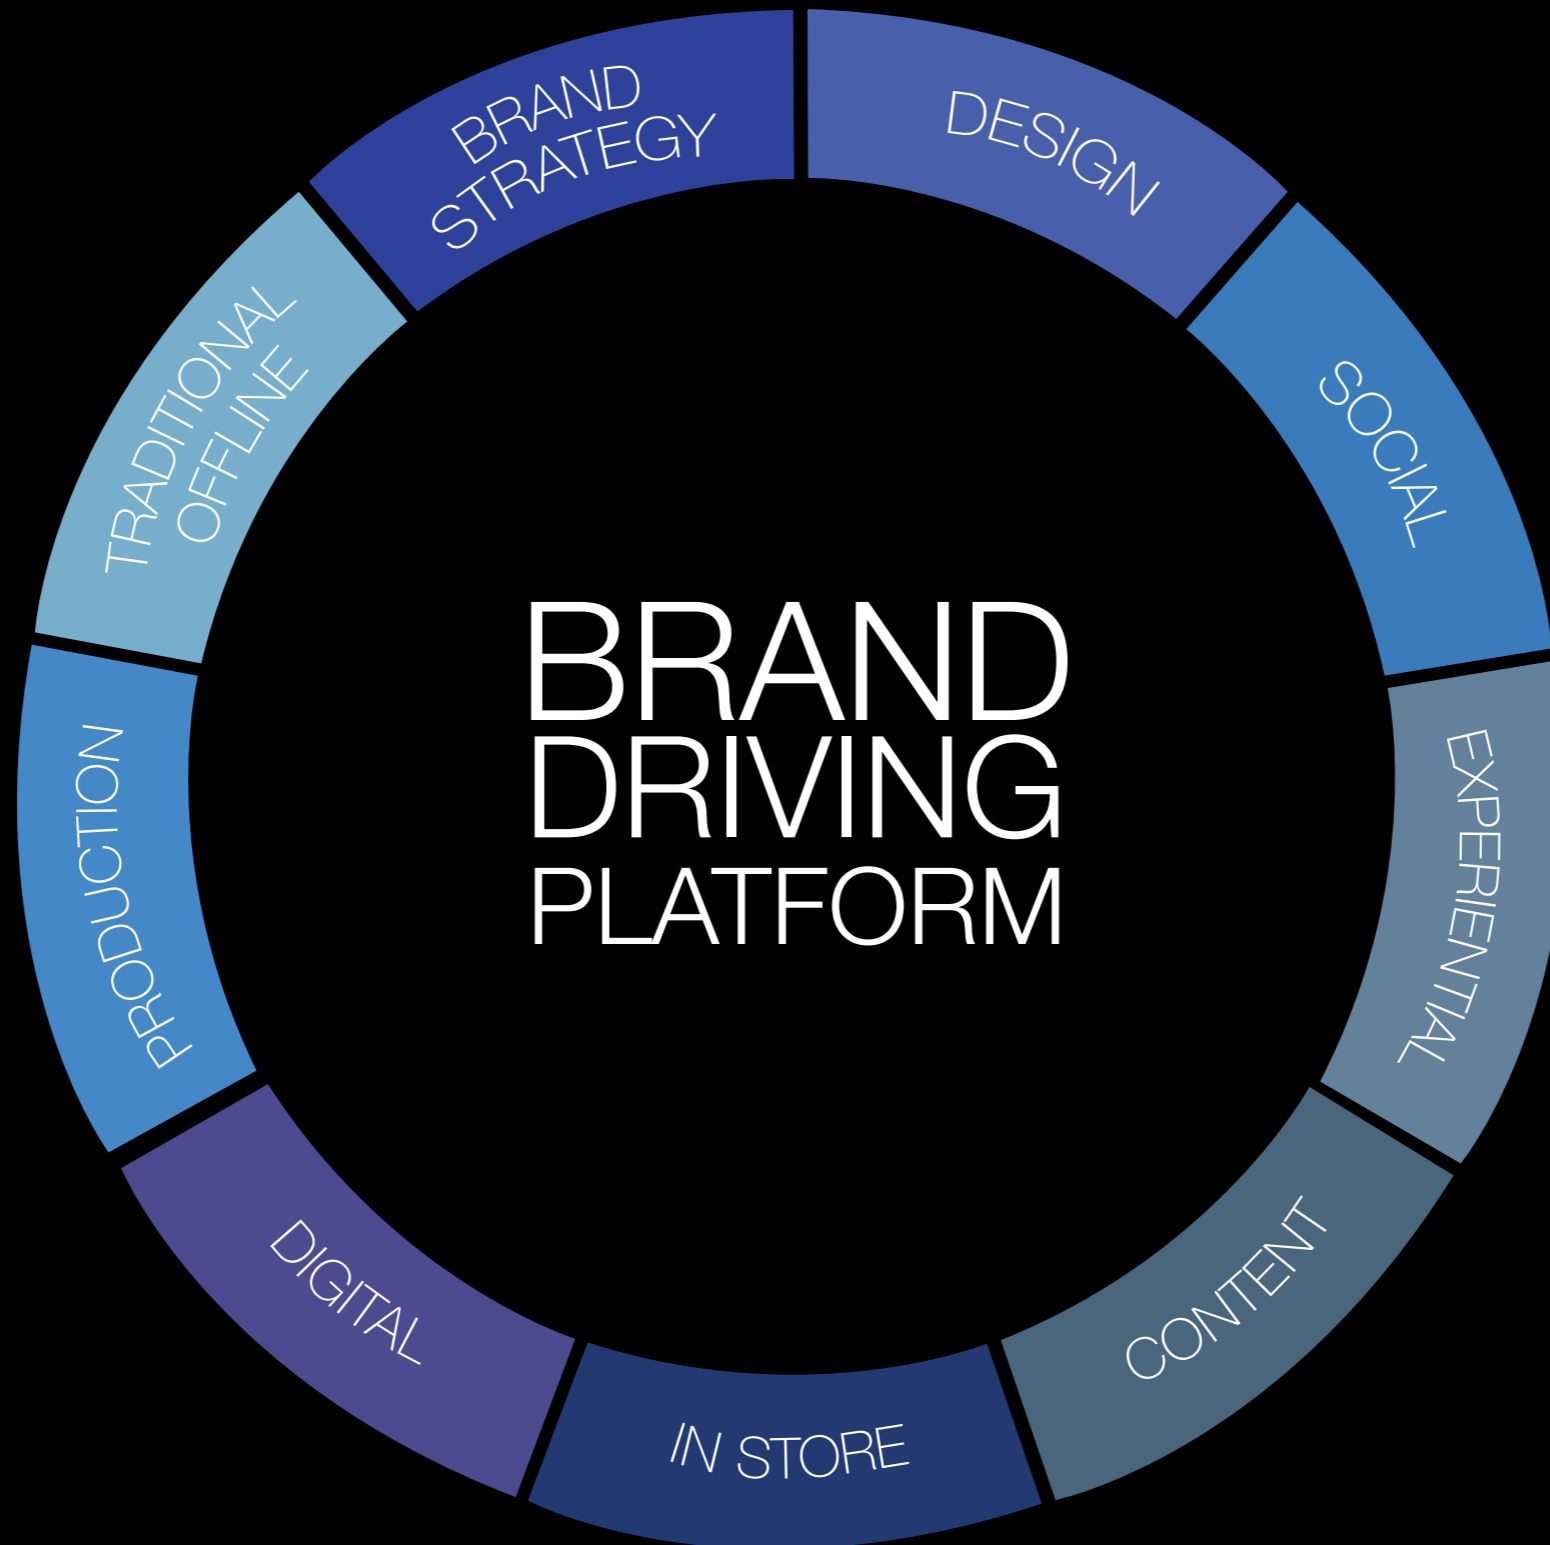 BRAND
STRATEGY
DESIGN
SOCIAL
EXPERIENTIAL
CONTENT
IN STORE
DIGITAL
PRODUCTION
TRADITIONAL
OFFLINE
BRAND
DRIVING
PLATFORM